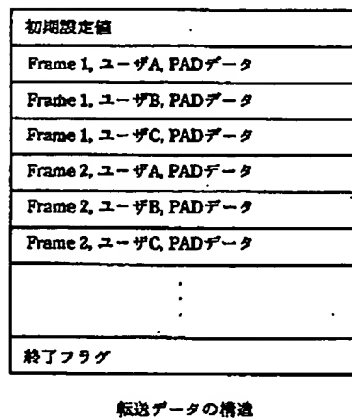 初期設定値
Frame 1, ユーザA, PADデータ
Frame 1, ユーザB, PADデータ
Frame 1, ユーザC, PADデータ
Frame 2, ユーザA, PADデータ
Frame 2, ユーザB, PADデータ
Frame 2, ユーザC, PADデータ
⋮
終了フラグ
転送データの構造